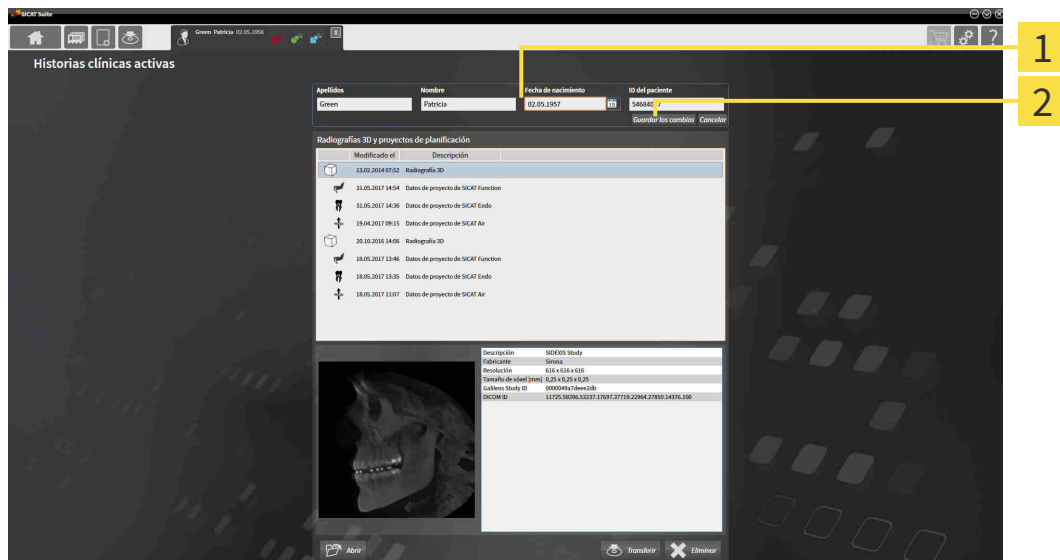 SICAT Suite
Green Patricia 02.05.1956
x
?
1
Historias clínicas activas
Apellidos Nombre Fecha de nacimiento ID del paciente
Green Patricia 02.05.1957 15
2
Guardar los cambios Cancelar
Radiografías 3D y proyectos de planificación
Modificado el Descripción
13.02.2014 07:52 Radiografía 3D
31.05.2017 14:54 Datos de proyecto de SICAT Function
31.05.2017 14:36 Datos de proyecto de SICAT Endo
19.04.2017 09:15 Datos de proyecto de SICAT Air
20.10.2016 14:06 Radiografía 3D
18.05.2017 13:46 Datos de proyecto de SICAT Function
18.05.2017 13:35 Datos de proyecto de SICAT Endo
18.05.2017 11:07 Datos de proyecto de SICAT Air
Descripción SIDEXIS Study
Fabricante Sirona
Resolución 616 x 616 x 616
Tamaño de vóxel [mm] 0,25 x 0,25 x 0,25
Galileos Study ID 0000049a7deee2db
DICOM ID 11725.58396.53237.17697.37719.22964.27850.14376.100
Abrir Transferir Eliminar